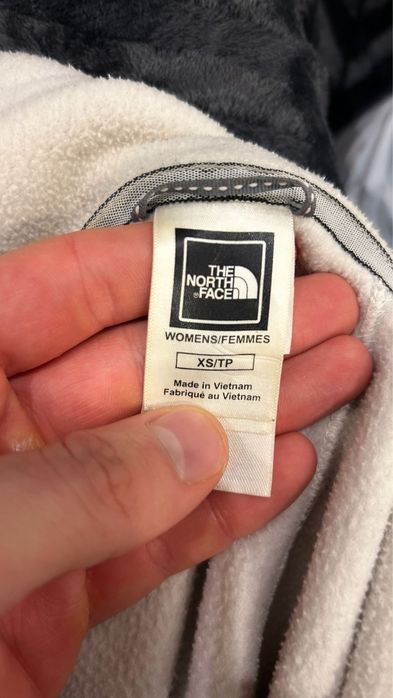 THE
NORTH
FACE
WOMENS/FEMMES
XS/TP
Made in Vietnam
Fabriqué au Vietnam